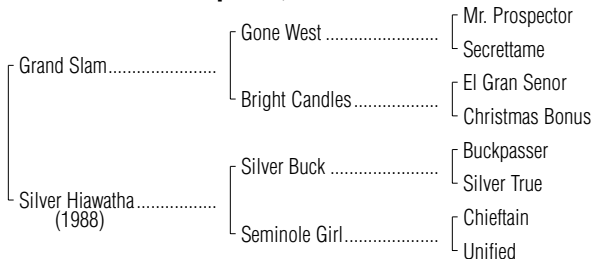 Mr. Prospector
Gone West ....................
Secrettame
Grand Slam.....................
El Gran Senor
Bright Candles................
Christmas Bonus
Buckpasser
Silver Buck ....................
Silver True
Silver Hiawatha...............
(1988)
Chieftain
Seminole Girl.................
Unified